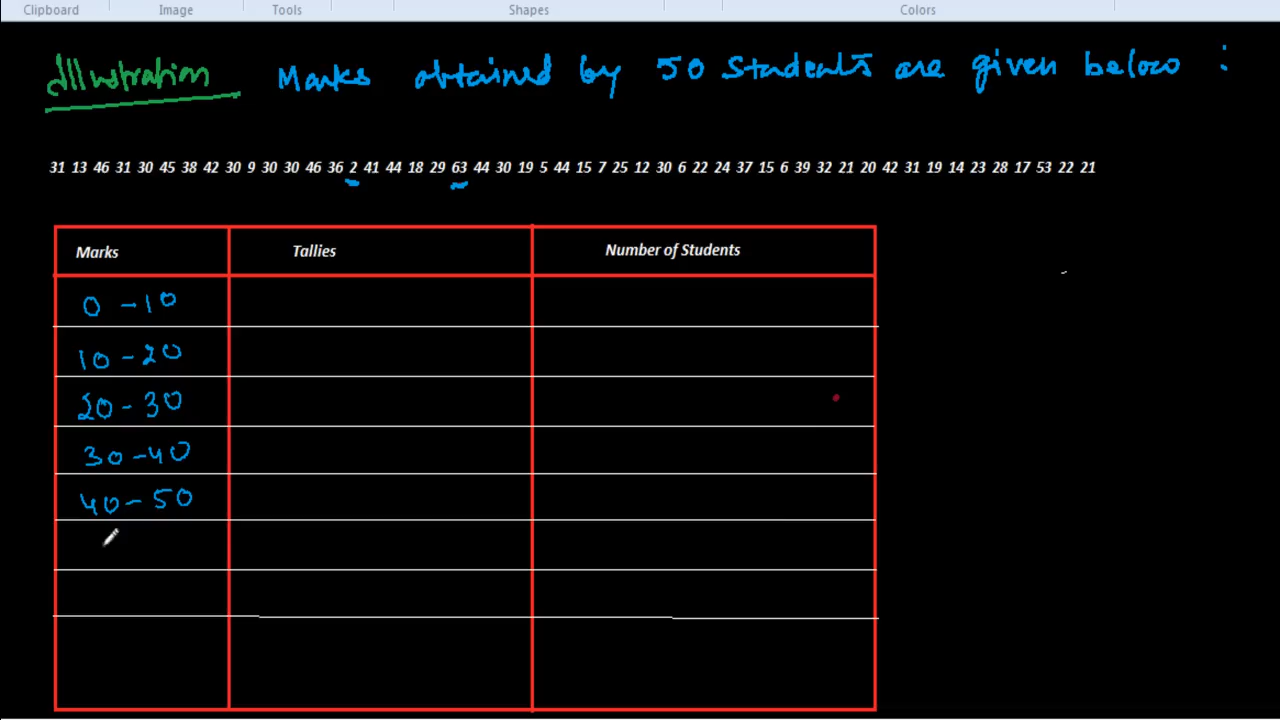 Clipboard Image Tools Shapes Colors
Illustration Marks obtained by 50 Students are given below :
31 13 46 31 30 45 38 42 30 9 30 30 46 36 2 41 44 18 29 63 44 30 19 5 44 15 7 25 12 30 6 22 24 37 15 6 39 32 21 20 42 31 19 14 23 28 17 53 22 21
Marks Tallies Number of Students
0 - 10
10 - 20
20 - 30
30 - 40
40 - 50